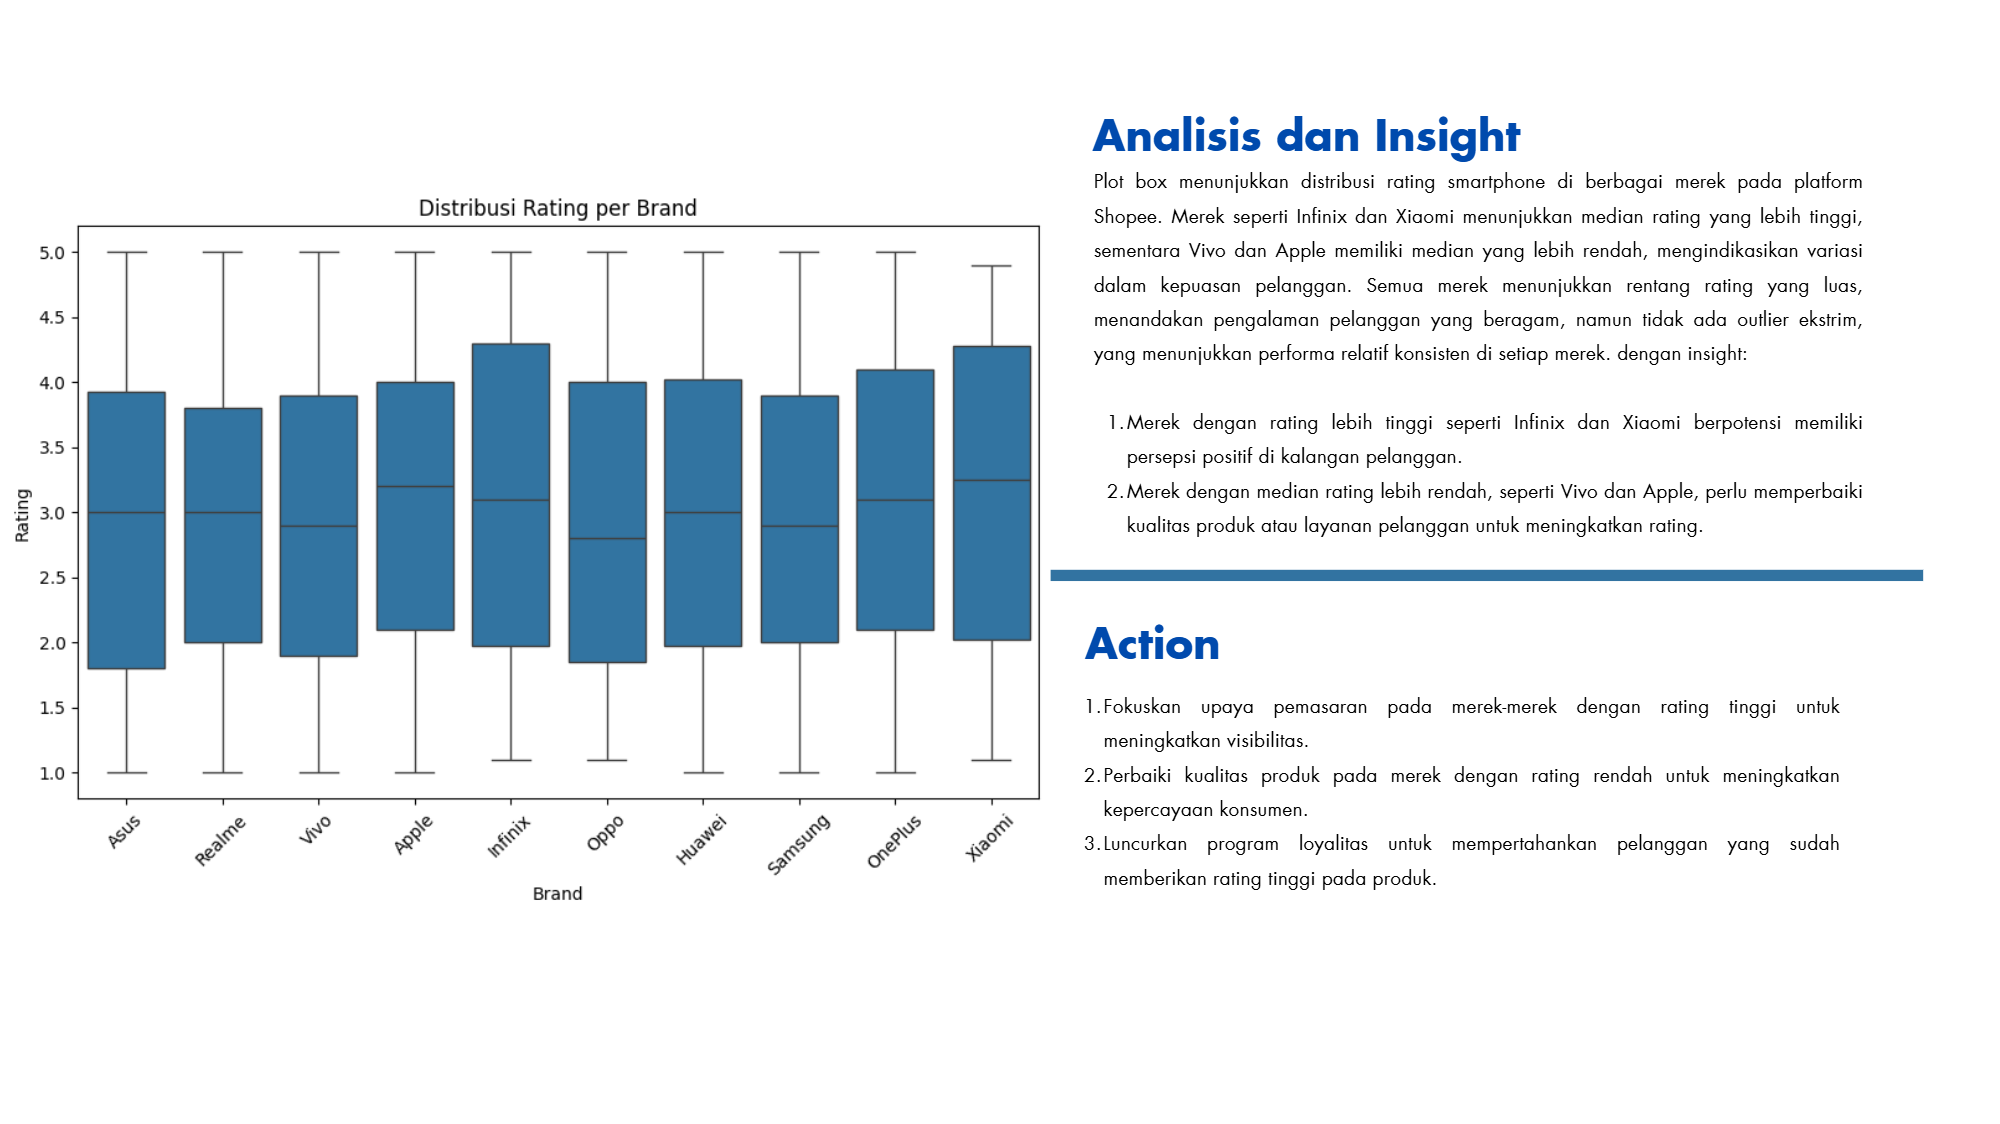 Distribusi Rating per Brand
5.0
4.5
4.0
3.5
3.0
2.5
2.0
1.5
1.0
Rating
Asus
Realme
Vivo
Apple
Infinix
Oppo
Huawei
Samsung
OnePlus
Xiaomi
Brand
Analisis dan Insight
Plot box menunjukkan distribusi rating smartphone di berbagai merek pada platform
Shopee. Merek seperti Infinix dan Xiaomi menunjukkan median rating yang lebih tinggi,
sementara Vivo dan Apple memiliki median yang lebih rendah, mengindikasikan variasi
dalam kepuasan pelanggan. Semua merek menunjukkan rentang rating yang luas,
menandakan pengalaman pelanggan yang beragam, namun tidak ada outlier ekstrim,
yang menunjukkan performa relatif konsisten di setiap merek. dengan insight:
1. Merek dengan rating lebih tinggi seperti Infinix dan Xiaomi berpotensi memiliki
persepsi positif di kalangan pelanggan.
2. Merek dengan median rating lebih rendah, seperti Vivo dan Apple, perlu memperbaiki
kualitas produk atau layanan pelanggan untuk meningkatkan rating.
Action
1. Fokuskan upaya pemasaran pada merek-merek dengan rating tinggi untuk
meningkatkan visibilitas.
2. Perbaiki kualitas produk pada merek dengan rating rendah untuk meningkatkan
kepercayaan konsumen.
3. Luncurkan program loyalitas untuk mempertahankan pelanggan yang sudah
memberikan rating tinggi pada produk.